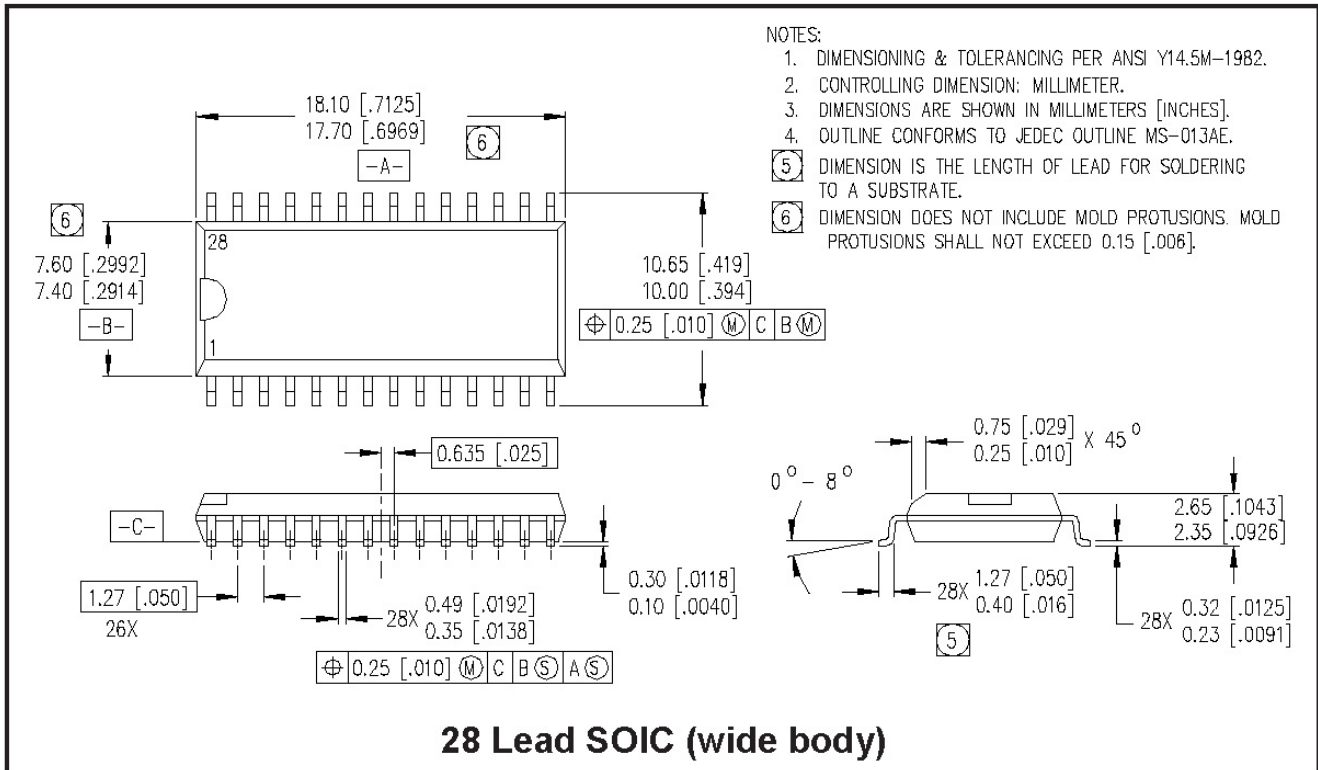 NOTES:
1. DIMENSIONING & TOLERANCING PER ANSI Y14.5M-1982.
2. CONTROLLING DIMENSION: MILLIMETER.
3. DIMENSIONS ARE SHOWN IN MILLIMETERS [INCHES].
4. OUTLINE CONFORMS TO JEDEC OUTLINE MS-013AE.
5 DIMENSION IS THE LENGTH OF LEAD FOR SOLDERING
TO A SUBSTRATE.
6 DIMENSION DOES NOT INCLUDE MOLD PROTUSIONS. MOLD
PROTUSIONS SHALL NOT EXCEED 0.15 [.006].
18.10 [.7125]
17.70 [.6969]
6
-A-
6
7.60 [.2992]
7.40 [.2914]
-B-
28
1
10.65 [.419]
10.00 [.394]
⌖ 0.25 [.010] Ⓜ C B Ⓜ
0.635 [.025]
-C-
1.27 [.050]
26X
28X 0.49 [.0192]
0.35 [.0138]
⌖ 0.25 [.010] Ⓜ C B Ⓢ A Ⓢ
0.30 [.0118]
0.10 [.0040]
0.75 [.029]
0.25 [.010] X 45°
0° - 8°
2.65 [.1043]
2.35 [.0926]
28X 1.27 [.050]
0.40 [.016]
5
28X 0.32 [.0125]
0.23 [.0091]
28 Lead SOIC (wide body)